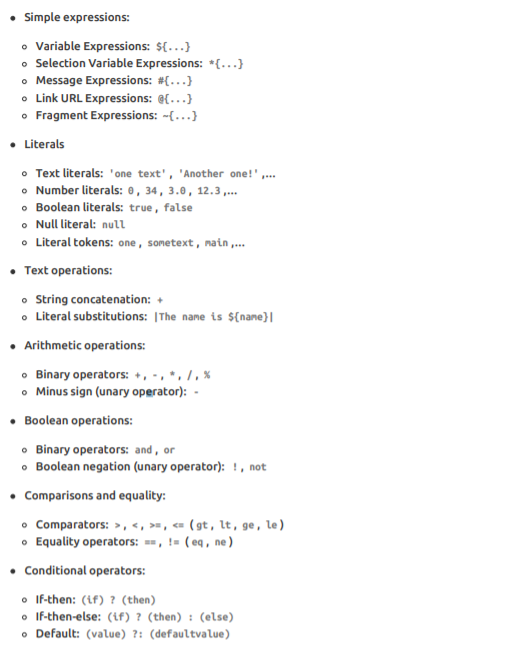 • Simple expressions:
◦ Variable Expressions: ${...}
◦ Selection Variable Expressions: *{...}
◦ Message Expressions: #{...}
◦ Link URL Expressions: @{...}
◦ Fragment Expressions: ~{...}
• Literals
◦ Text literals: 'one text', 'Another one!',...
◦ Number literals: 0, 34, 3.0, 12.3,...
◦ Boolean literals: true, false
◦ Null literal: null
◦ Literal tokens: one, sometext, main,...
• Text operations:
◦ String concatenation: +
◦ Literal substitutions: |The name is ${name}|
• Arithmetic operations:
◦ Binary operators: +, -, *, /, %
◦ Minus sign (unary operator): -
• Boolean operations:
◦ Binary operators: and, or
◦ Boolean negation (unary operator): !, not
• Comparisons and equality:
◦ Comparators: >, <, >=, <= (gt, lt, ge, le)
◦ Equality operators: ==, != (eq, ne)
• Conditional operators:
◦ If-then: (if) ? (then)
◦ If-then-else: (if) ? (then) : (else)
◦ Default: (value) ?: (defaultvalue)